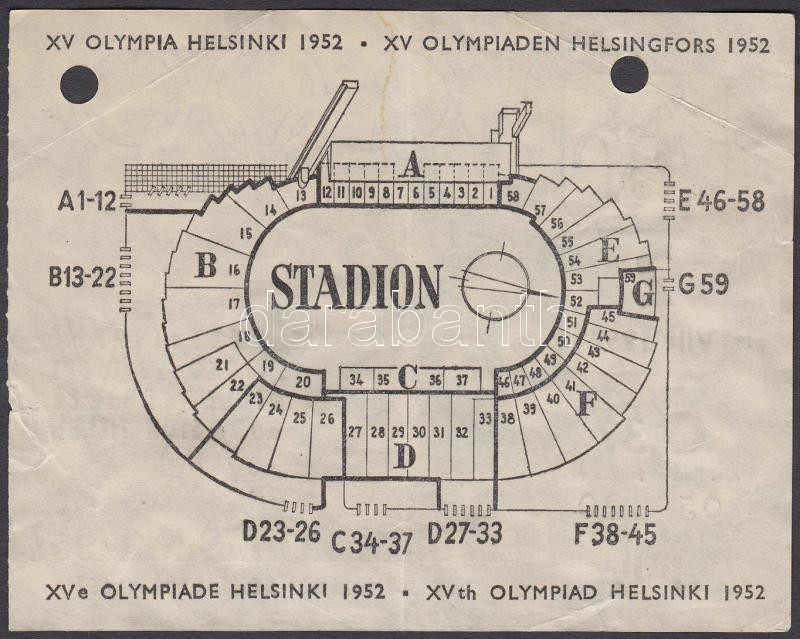 XV OLYMPIA HELSINKI 1952 • XV OLYMPIADEN HELSINGFORS 1952
A
A 1-12
12 11 10 9 8 7 6 5 4 3 2 1
13 58
14 57
15 56
55
54
E
E 46-58
B
16
53
59
G
G 59
B13-22
STADION
17
52
51 45
18
50 44
21 19
49 43
22 20
34 35 C 36 37
46 47 48 42
23
41
24
40
25 26
27 28 29 30 31 32 33
38 39
F
D
D23-26
C34-37
D27-33
F38-45
darabanth
XVe OLYMPIADE HELSINKI 1952 • XVth OLYMPIAD HELSINKI 1952